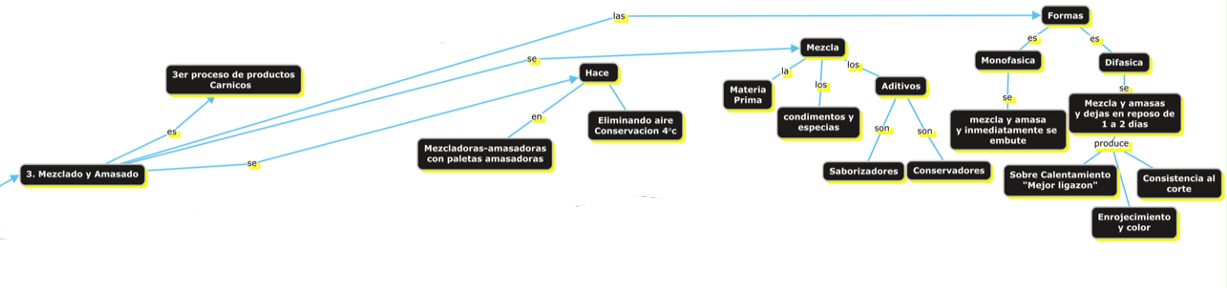 las
Formas
es
es
se
Mezcla
Monofasica
Difasica
la
los
los
3er proceso de productos
Carnicos
Hace
Materia
Prima
Aditivos
se
se
Mezcla y amasas
y dejas en reposo de
1 a 2 dias
en
Eliminando aire
Conservacion 4°c
condimentos y
especias
mezcla y amasa
y inmediatamente se
embute
es
son
son
produce
Mezcladoras-amasadoras
con paletas amasadoras
se
3. Mezclado y Amasado
Saborizadores
Conservadores
Sobre Calentamiento
"Mejor ligazon"
Consistencia al
corte
Enrojecimiento
y color